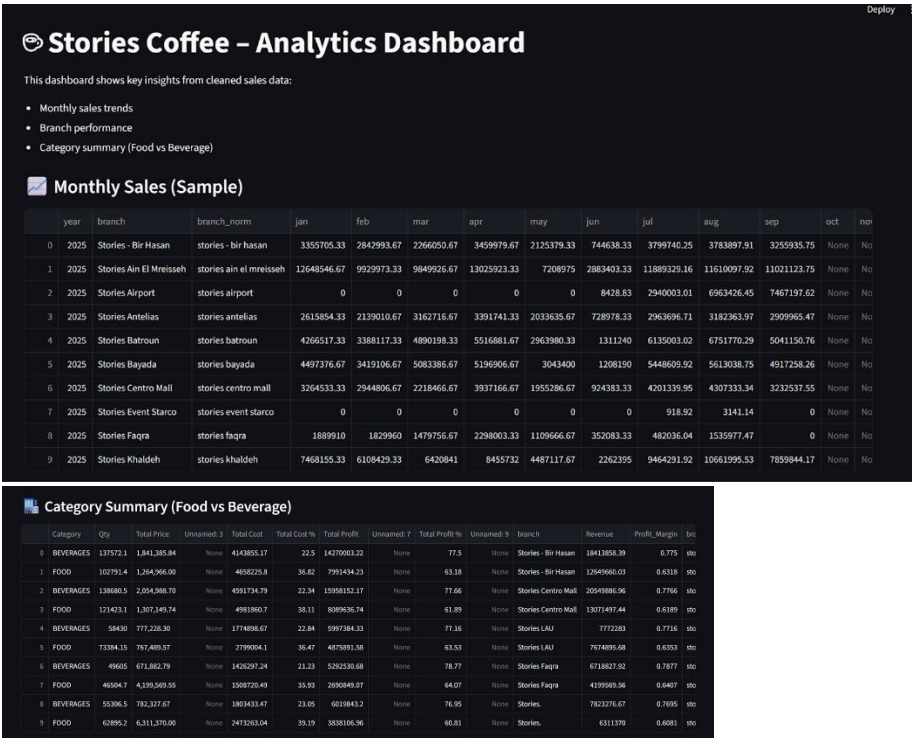 Deploy
Stories Coffee – Analytics Dashboard
This dashboard shows key insights from cleaned sales data:
• Monthly sales trends
• Branch performance
• Category summary (Food vs Beverage)
Monthly Sales (Sample)
year branch branch_norm jan feb mar apr may jun jul aug sep oct nov
0 2025 Stories - Bir Hasan stories - bir hasan 3355705.33 2842993.67 2266050.67 3459979.67 2125379.33 744638.33 3799740.25 3783897.91 3255935.75 None No
1 2025 Stories Ain El Mreisseh stories ain el mreisseh 12648546.67 9929973.33 9849926.67 13025923.33 7208975 2883403.33 11889329.16 11610097.92 11021123.75 None No
2 2025 Stories Airport stories airport 0 0 0 0 0 8428.83 2940003.01 6963426.45 7467197.62 None No
3 2025 Stories Antelias stories antelias 2615854.33 2139010.67 3162716.67 3391741.33 2033635.67 728978.33 2963696.71 3182363.97 2909965.47 None No
4 2025 Stories Batroun stories batroun 4266517.33 3388117.33 4890198.33 5516881.67 2963980.33 1311240 6135003.02 6751770.29 5041150.76 None No
5 2025 Stories Bayada stories bayada 4497376.67 3419106.67 5083386.67 5196906.67 3043400 1208190 5448609.92 5613038.75 4917258.26 None No
6 2025 Stories Centro Mall stories centro mall 3264533.33 2944806.67 2218466.67 3937166.67 1955286.67 924383.33 4201339.95 4307333.34 3232537.55 None No
7 2025 Stories Event Starco stories event starco 0 0 0 0 0 0 918.92 3141.14 0 None No
8 2025 Stories Faqra stories faqra 1889910 1829960 1479756.67 2298003.33 1109666.67 352083.33 482036.04 1535977.47 0 None No
9 2025 Stories Khaldeh stories khaldeh 7468155.33 6108429.33 6420841 8455732 4487117.67 2262395 9464291.92 10661995.53 7859844.17 None No
Category Summary (Food vs Beverage)
Category Qty Total Price Unnamed: 3 Total Cost Total Cost % Total Profit Unnamed: 7 Total Profit % Unnamed: 9 branch Revenue Profit_Margin bra
0 BEVERAGES 137572.1 1,841,385.84 None 4143855.17 22.5 14270003.22 None 77.5 None Stories - Bir Hasan 18413858.39 0.775 sto
1 FOOD 102791.4 1,264,966.00 None 4658225.8 36.82 7991434.23 None 63.18 None Stories - Bir Hasan 12649660.03 0.6318 sto
2 BEVERAGES 138680.5 2,054,988.70 None 4591734.79 22.34 15958152.17 None 77.66 None Stories Centro Mall 20549886.96 0.7766 sto
3 FOOD 121423.1 1,307,149.74 None 4981860.7 38.11 8089636.74 None 61.89 None Stories Centro Mall 13071497.44 0.6189 sto
4 BEVERAGES 58430 777,228.30 None 1774898.67 22.84 5997384.33 None 77.16 None Stories LAU 7772283 0.7716 sto
5 FOOD 73384.15 767,489.57 None 2799004.1 36.47 4875891.58 None 63.53 None Stories LAU 7674895.68 0.6353 sto
6 BEVERAGES 49605 671,882.79 None 1426297.24 21.23 5292530.68 None 78.77 None Stories Faqra 6718827.92 0.7877 sto
7 FOOD 46504.7 4,199,569.55 None 1508720.49 35.93 2690849.07 None 64.07 None Stories Faqra 4199569.56 0.6407 sto
8 BEVERAGES 55306.5 782,327.67 None 1803433.47 23.05 6019843.2 None 76.95 None Stories. 7823276.67 0.7695 sto
9 FOOD 62895.2 6,311,370.00 None 2473263.04 39.19 3838106.96 None 60.81 None Stories. 6311370 0.6081 sto